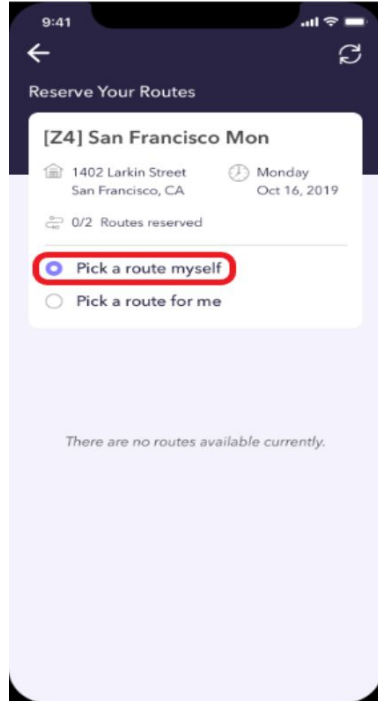 9:41
Reserve Your Routes
[Z4] San Francisco Mon
1402 Larkin Street
San Francisco, CA
Monday
Oct 16, 2019
0/2 Routes reserved
Pick a route myself
Pick a route for me
There are no routes available currently.